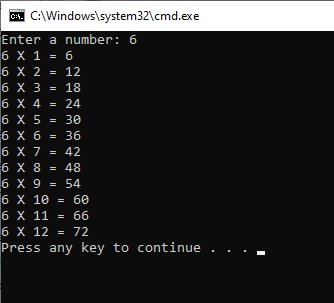 C:\Windows\system32\cmd.exe
Enter a number: 6
6 X 1 = 6
6 X 2 = 12
6 X 3 = 18
6 X 4 = 24
6 X 5 = 30
6 X 6 = 36
6 X 7 = 42
6 X 8 = 48
6 X 9 = 54
6 X 10 = 60
6 X 11 = 66
6 X 12 = 72
Press any key to continue . . .